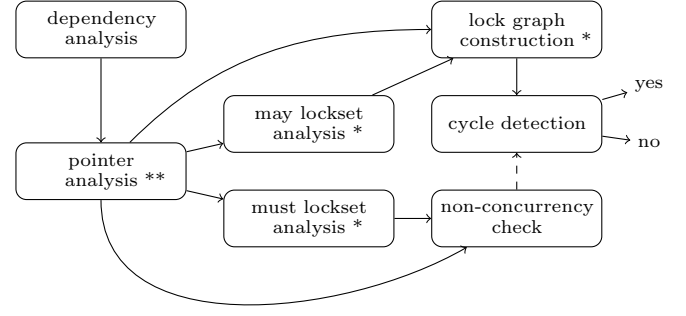 dependency
analysis
lock graph
construction *
may lockset
analysis *
cycle detection
yes
no
pointer
analysis **
must lockset
analysis *
non-concurrency
check